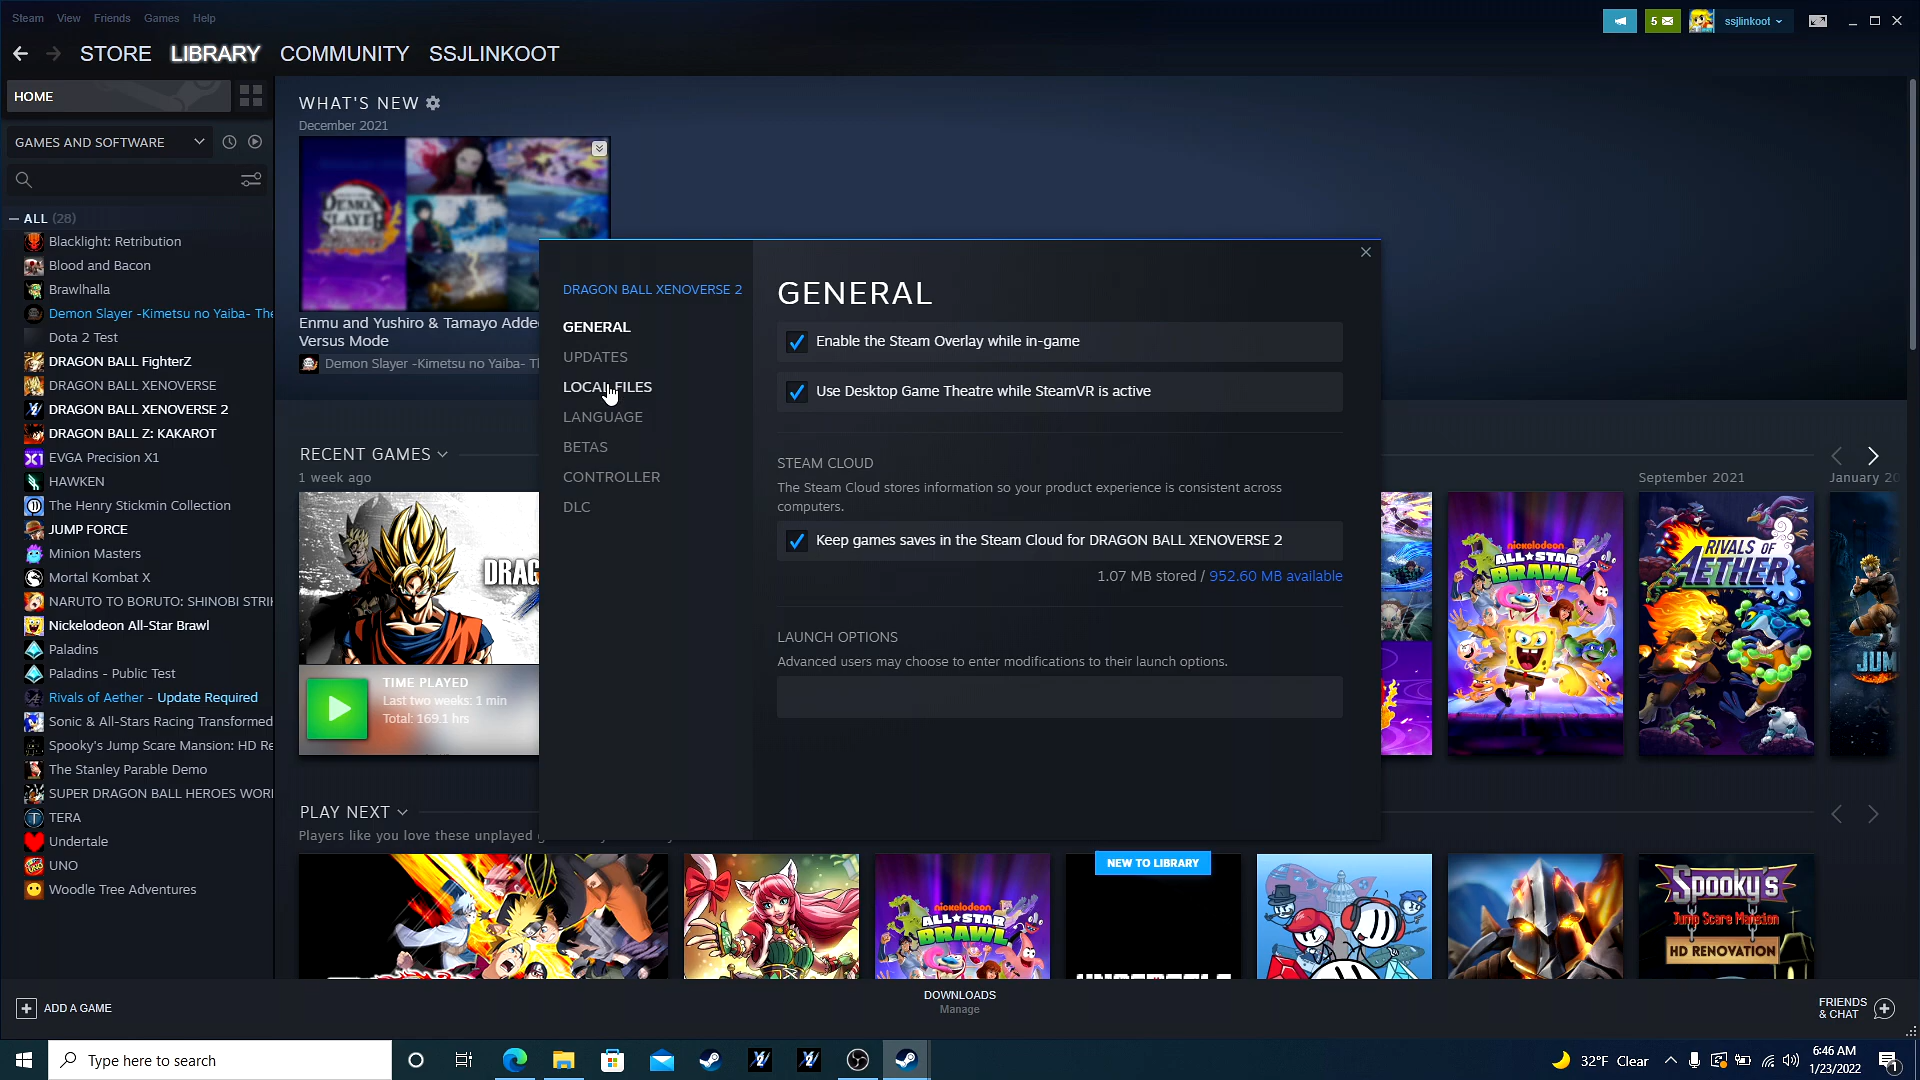 Steam View Friends Games Help
5
ssjlinkoot
STORE LIBRARY COMMUNITY SSJLINKOOT
HOME
GAMES AND SOFTWARE
ALL (28)
Blacklight: Retribution
Blood and Bacon
Brawlhalla
Demon Slayer -Kimetsu no Yaiba- The
Dota 2 Test
DRAGON BALL FighterZ
DRAGON BALL XENOVERSE
DRAGON BALL XENOVERSE 2
DRAGON BALL Z: KAKAROT
EVGA Precision X1
HAWKEN
The Henry Stickmin Collection
JUMP FORCE
Minion Masters
Mortal Kombat X
NARUTO TO BORUTO: SHINOBI STRIK
Nickelodeon All-Star Brawl
Paladins
Paladins - Public Test
Rivals of Aether - Update Required
Sonic & All-Stars Racing Transformed
Spooky's Jump Scare Mansion: HD Re
The Stanley Parable Demo
SUPER DRAGON BALL HEROES WORL
TERA
Undertale
UNO
Woodle Tree Adventures
WHAT'S NEW
December 2021
DEMON
SLAYER
Enmu and Yushiro & Tamayo Adde
Versus Mode
Demon Slayer -Kimetsu no Yaiba- T
RECENT GAMES
1 week ago
DRAG
TIME PLAYED
Last two weeks: 1 min
Total: 169.1 hrs
DRAGON BALL XENOVERSE 2
GENERAL
UPDATES
LOCAL FILES
LANGUAGE
BETAS
CONTROLLER
DLC
GENERAL
Enable the Steam Overlay while in-game
Use Desktop Game Theatre while SteamVR is active
STEAM CLOUD
The Steam Cloud stores information so your product experience is consistent across
computers.
Keep games saves in the Steam Cloud for DRAGON BALL XENOVERSE 2
1.07 MB stored / 952.60 MB available
LAUNCH OPTIONS
Advanced users may choose to enter modifications to their launch options.
September 2021
January 20
nickelodeon
ALL★STAR
BRAWL
RIVALS OF
AETHER
JUM
PLAY NEXT
Players like you love these unplayed g
nickelodeon
ALL★STAR
BRAWL
NEW TO LIBRARY
UNDERTALE
Spooky's
Jump Scare Mansion
HD RENOVATION
ADD A GAME
DOWNLOADS
Manage
FRIENDS
& CHAT
Type here to search
32°F Clear
6:46 AM
1/23/2022
1